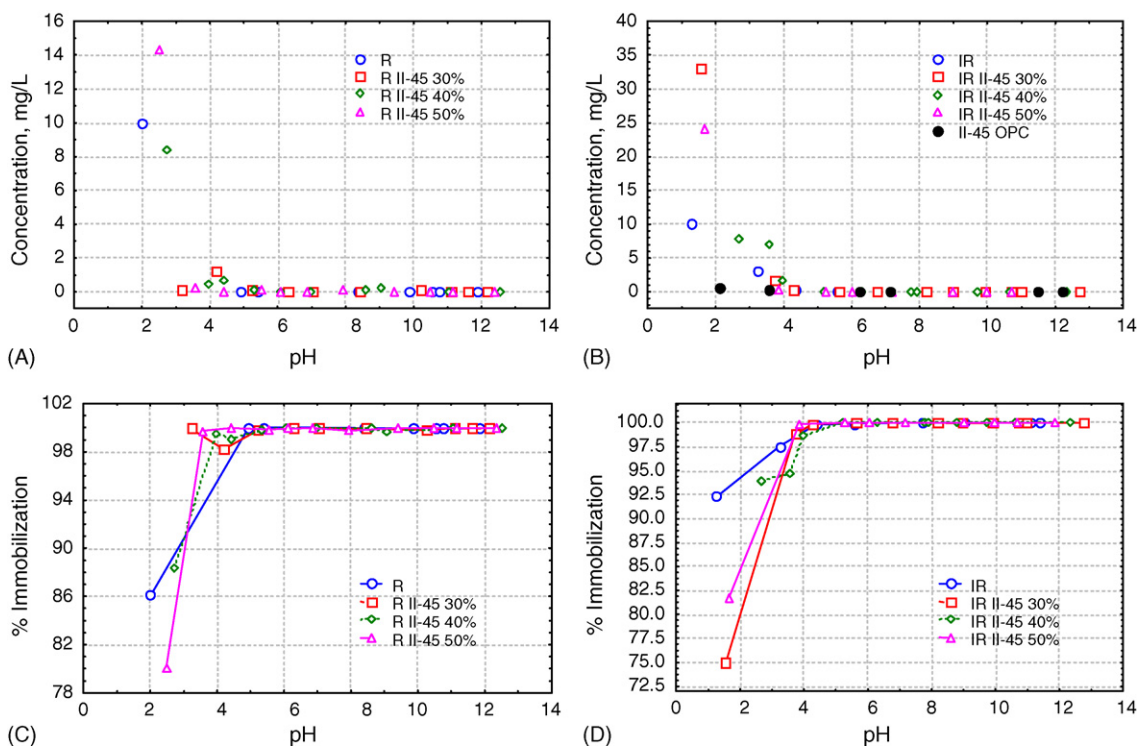 16
14
12
10
8
6
4
2
0
Concentration, mg/L
R
R II-45 30%
R II-45 40%
R II-45 50%
0 2 4 6 8 10 12 14
(A)
pH
40
35
30
25
20
15
10
5
0
Concentration, mg/L
IR
IR II-45 30%
IR II-45 40%
IR II-45 50%
II-45 OPC
0 2 4 6 8 10 12 14
(B)
pH
102
98
94
90
86
82
78
% Immobilization
R
R II-45 30%
R II-45 40%
R II-45 50%
0 2 4 6 8 10 12 14
(C)
pH
100.0
97.5
95.0
92.5
90.0
87.5
85.0
82.5
80.0
77.5
75.0
72.5
% Immobilization
IR
IR II-45 30%
IR II-45 40%
IR II-45 50%
0 2 4 6 8 10 12 14
(D)
pH